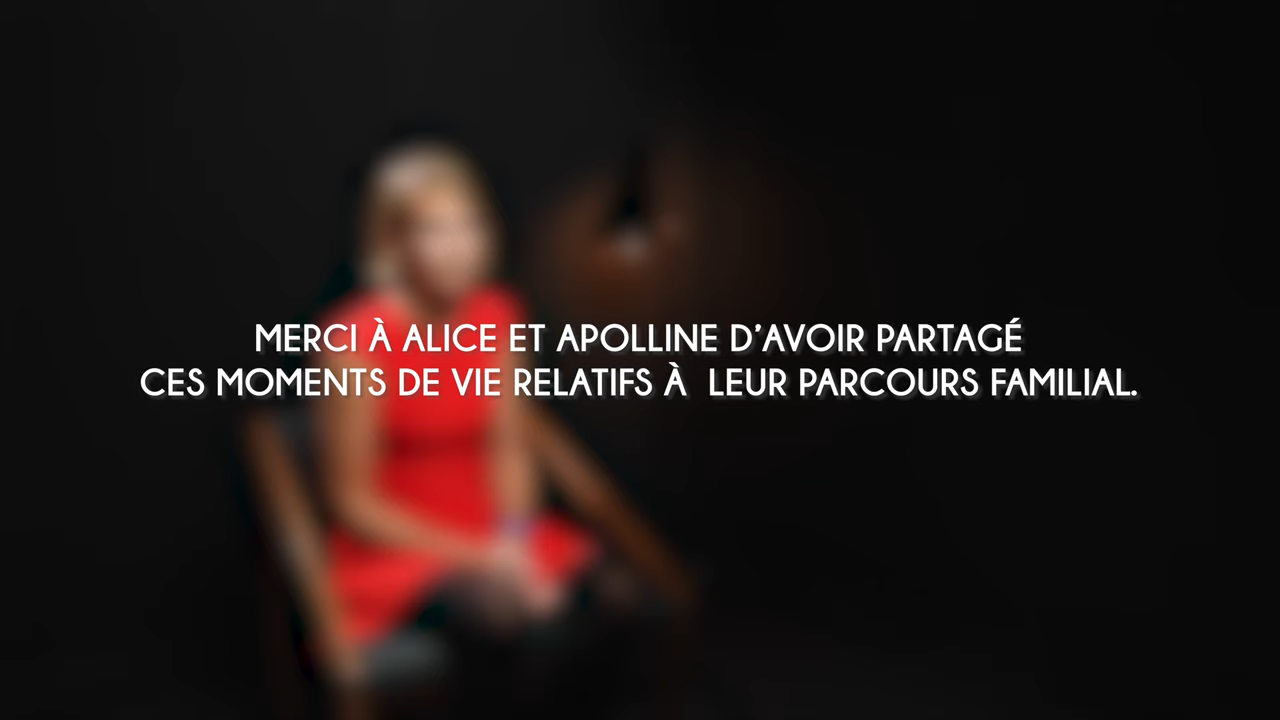 MERCI À ALICE ET APOLLINE D'AVOIR PARTAGÉ
CES MOMENTS DE VIE RELATIFS À  LEUR PARCOURS FAMILIAL.